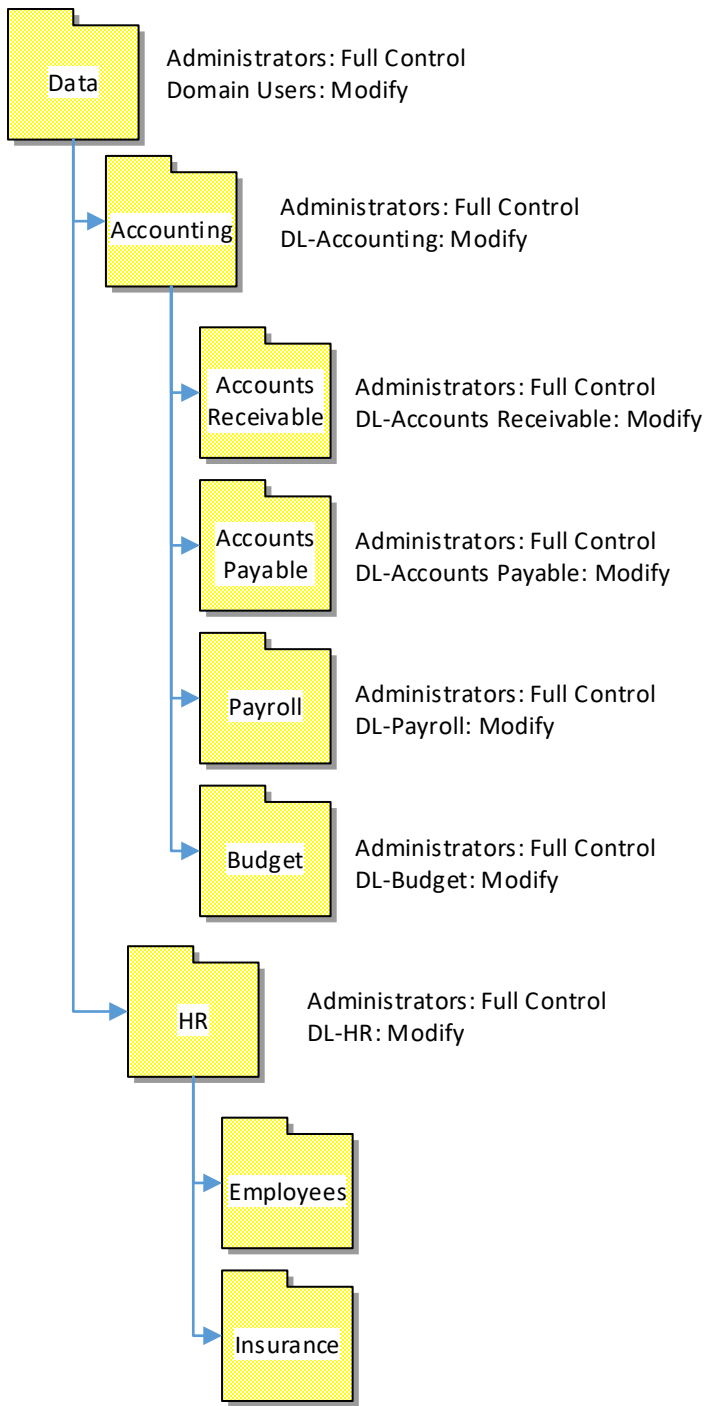 Data
Administrators: Full Control
Domain Users: Modify
Accounting
Administrators: Full Control
DL-Accounting: Modify
Accounts
Receivable
Administrators: Full Control
DL-Accounts Receivable: Modify
Accounts
Payable
Administrators: Full Control
DL-Accounts Payable: Modify
Payroll
Administrators: Full Control
DL-Payroll: Modify
Budget
Administrators: Full Control
DL-Budget: Modify
HR
Administrators: Full Control
DL-HR: Modify
Employees
Insurance